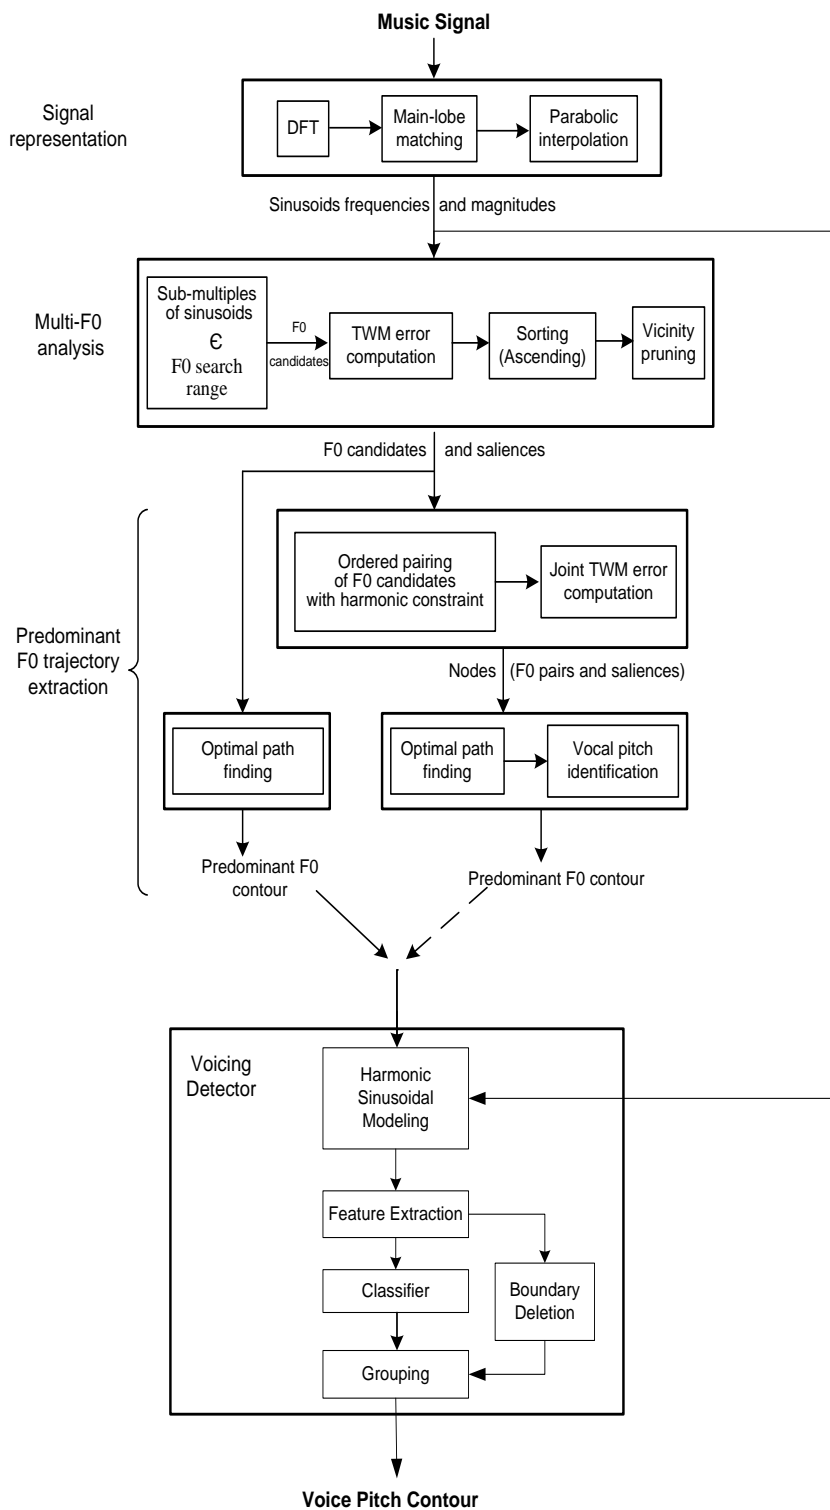 Music Signal
Signal
representation
DFT
Main-lobe
matching
Parabolic
interpolation
Sinusoids frequencies and magnitudes
Multi-F0
analysis
Sub-multiples
of sinusoids
Є
F0 search
range
F0
candidates
TWM error
computation
Sorting
(Ascending)
Vicinity
pruning
F0 candidates and saliences
Predominant
F0 trajectory
extraction
Ordered pairing
of F0 candidates
with harmonic constraint
Joint TWM error
computation
Nodes (F0 pairs and saliences)
Optimal path
finding
Optimal path
finding
Vocal pitch
identification
Predominant F0
contour
Predominant F0 contour
Voicing
Detector
Harmonic
Sinusoidal
Modeling
Feature Extraction
Classifier
Boundary
Deletion
Grouping
Voice Pitch Contour